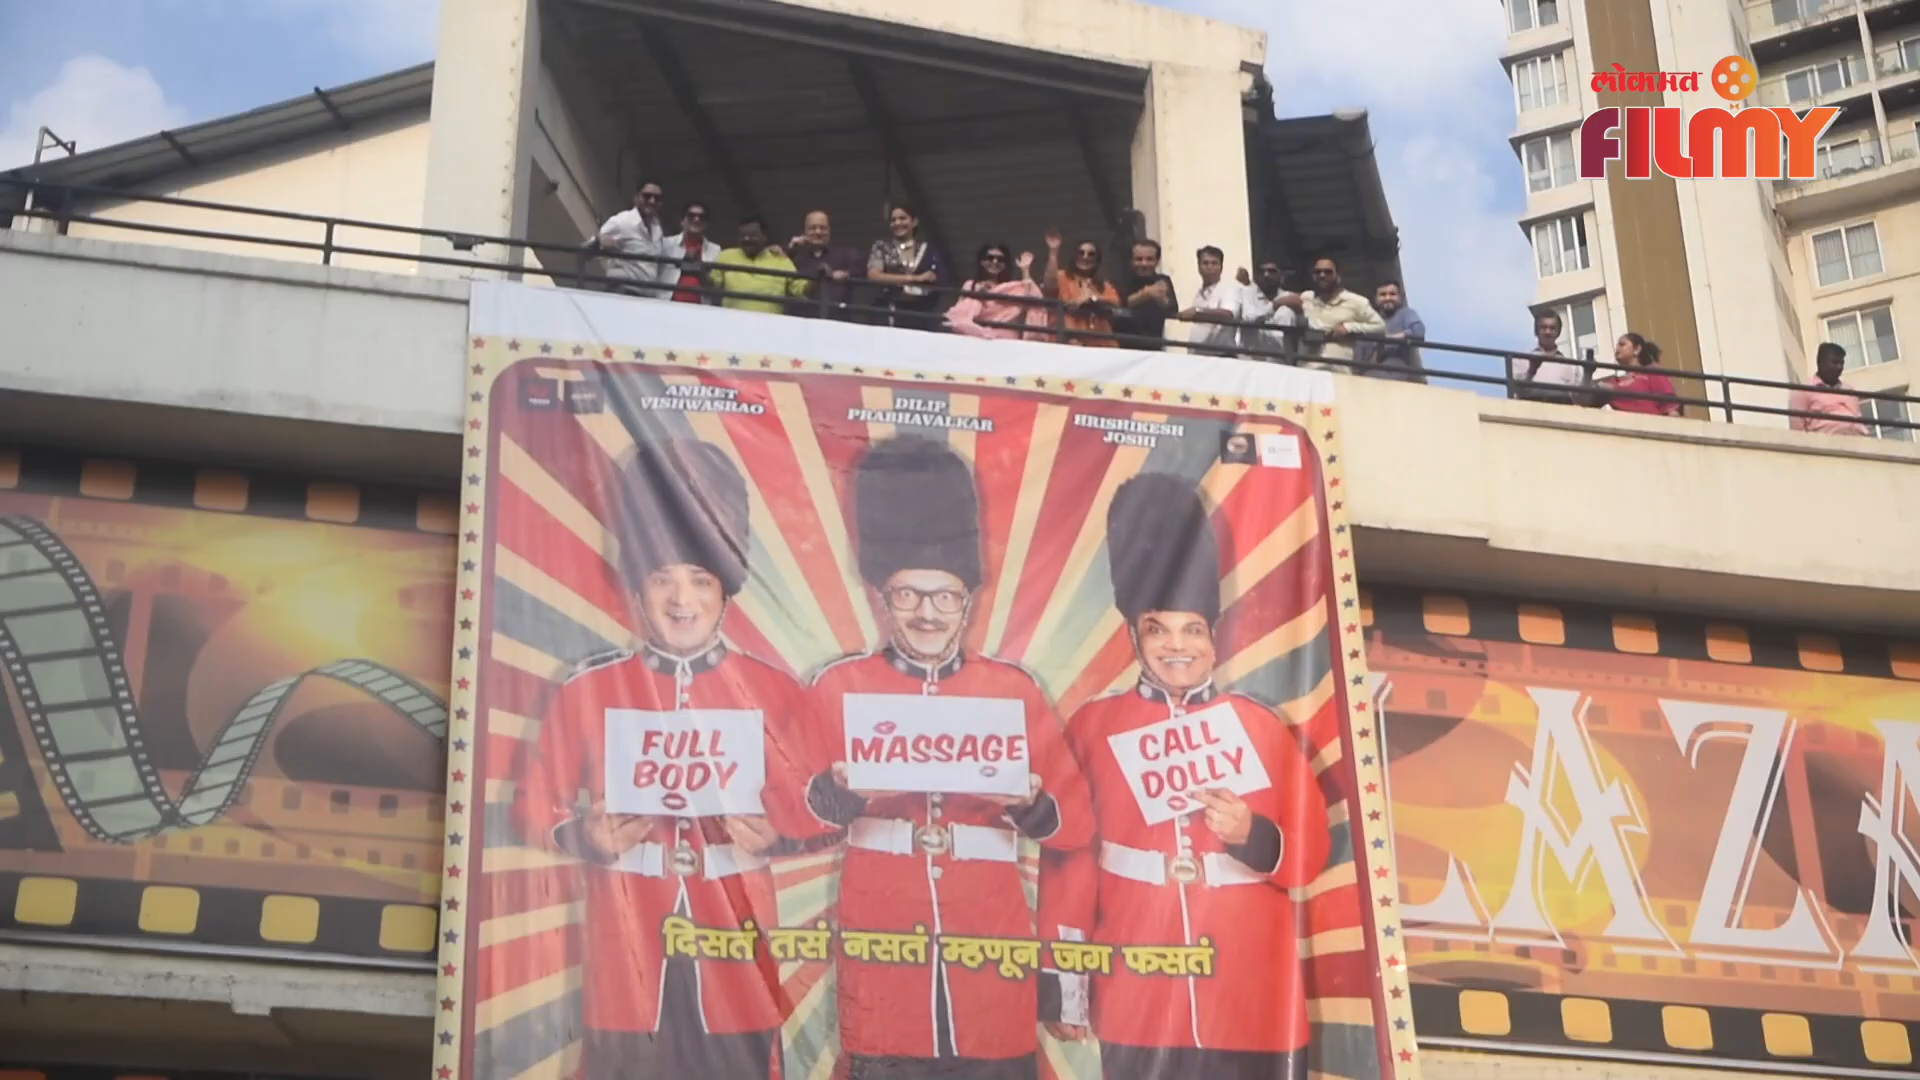 लोकमत
FILMY
ANIKET
VISHWASRAO
DILIP
PRABHAVALKAR
HRISHIKESH
JOSHI
FULL
BODY
MASSAGE
CALL
DOLLY
दिसतं तसं नसतं म्हणून जग फसतं
LAZA